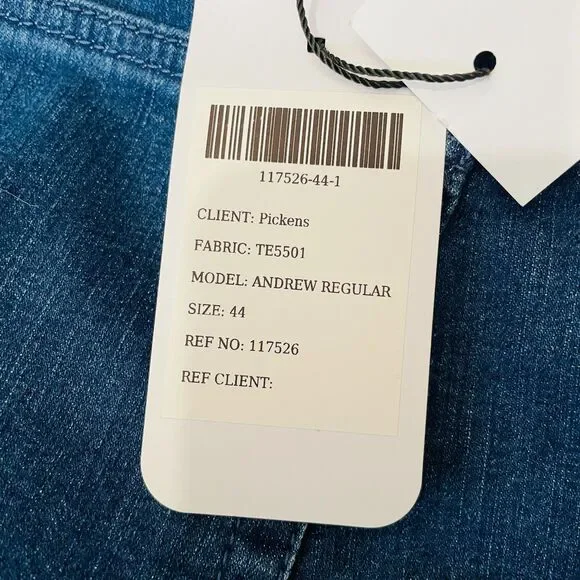 117526-44-1
CLIENT: Pickens
FABRIC: TE5501
MODEL: ANDREW REGULAR
SIZE: 44
REF NO: 117526
REF CLIENT: